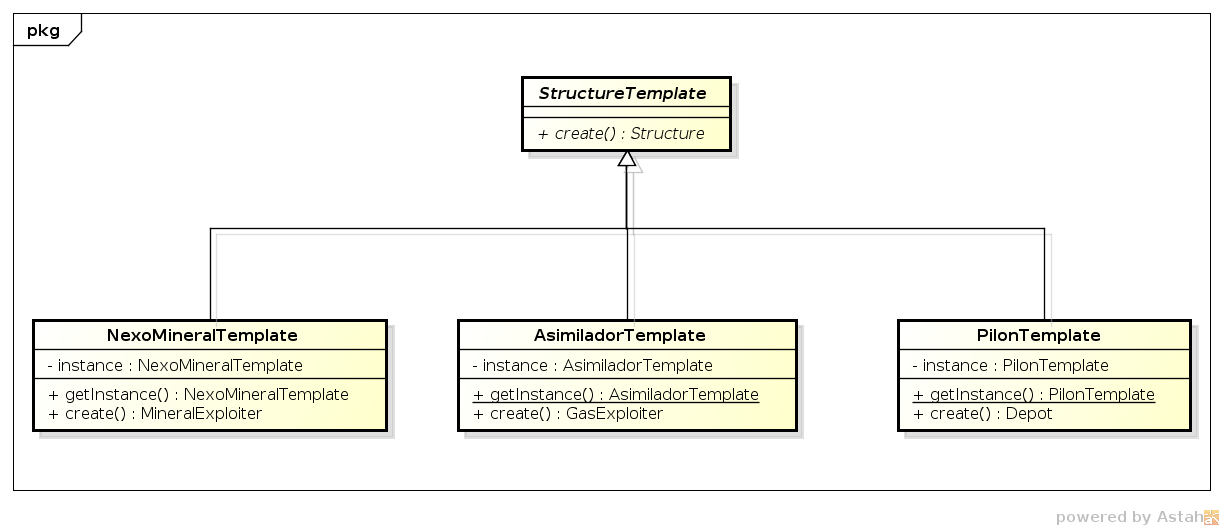 pkg
StructureTemplate
+ create() : Structure
NexoMineralTemplate
- instance : NexoMineralTemplate
+ getInstance() : NexoMineralTemplate
+ create() : MineralExploiter
AsimiladorTemplate
- instance : AsimiladorTemplate
+ getInstance() : AsimiladorTemplate
+ create() : GasExploiter
PilonTemplate
- instance : PilonTemplate
+ getInstance() : PilonTemplate
+ create() : Depot
powered by Astah